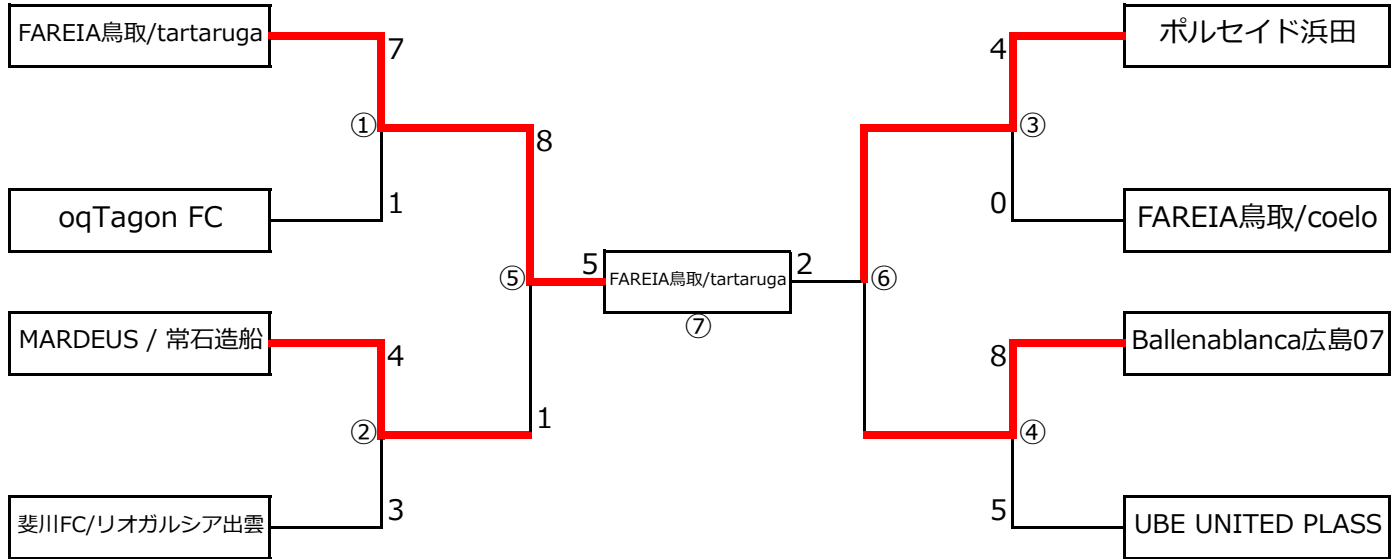 FAREIA鳥取/tartaruga
7
①
8
oqTagon FC
1
⑤
5
FAREIA鳥取/tartaruga
2
⑦
MARDEUS / 常石造船
4
②
1
斐川FC/リオガルシア出雲
3
ポルセイド浜田
4
③
FAREIA鳥取/coelo
0
⑥
Ballenablanca広島07
8
④
UBE UNITED PLASS
5